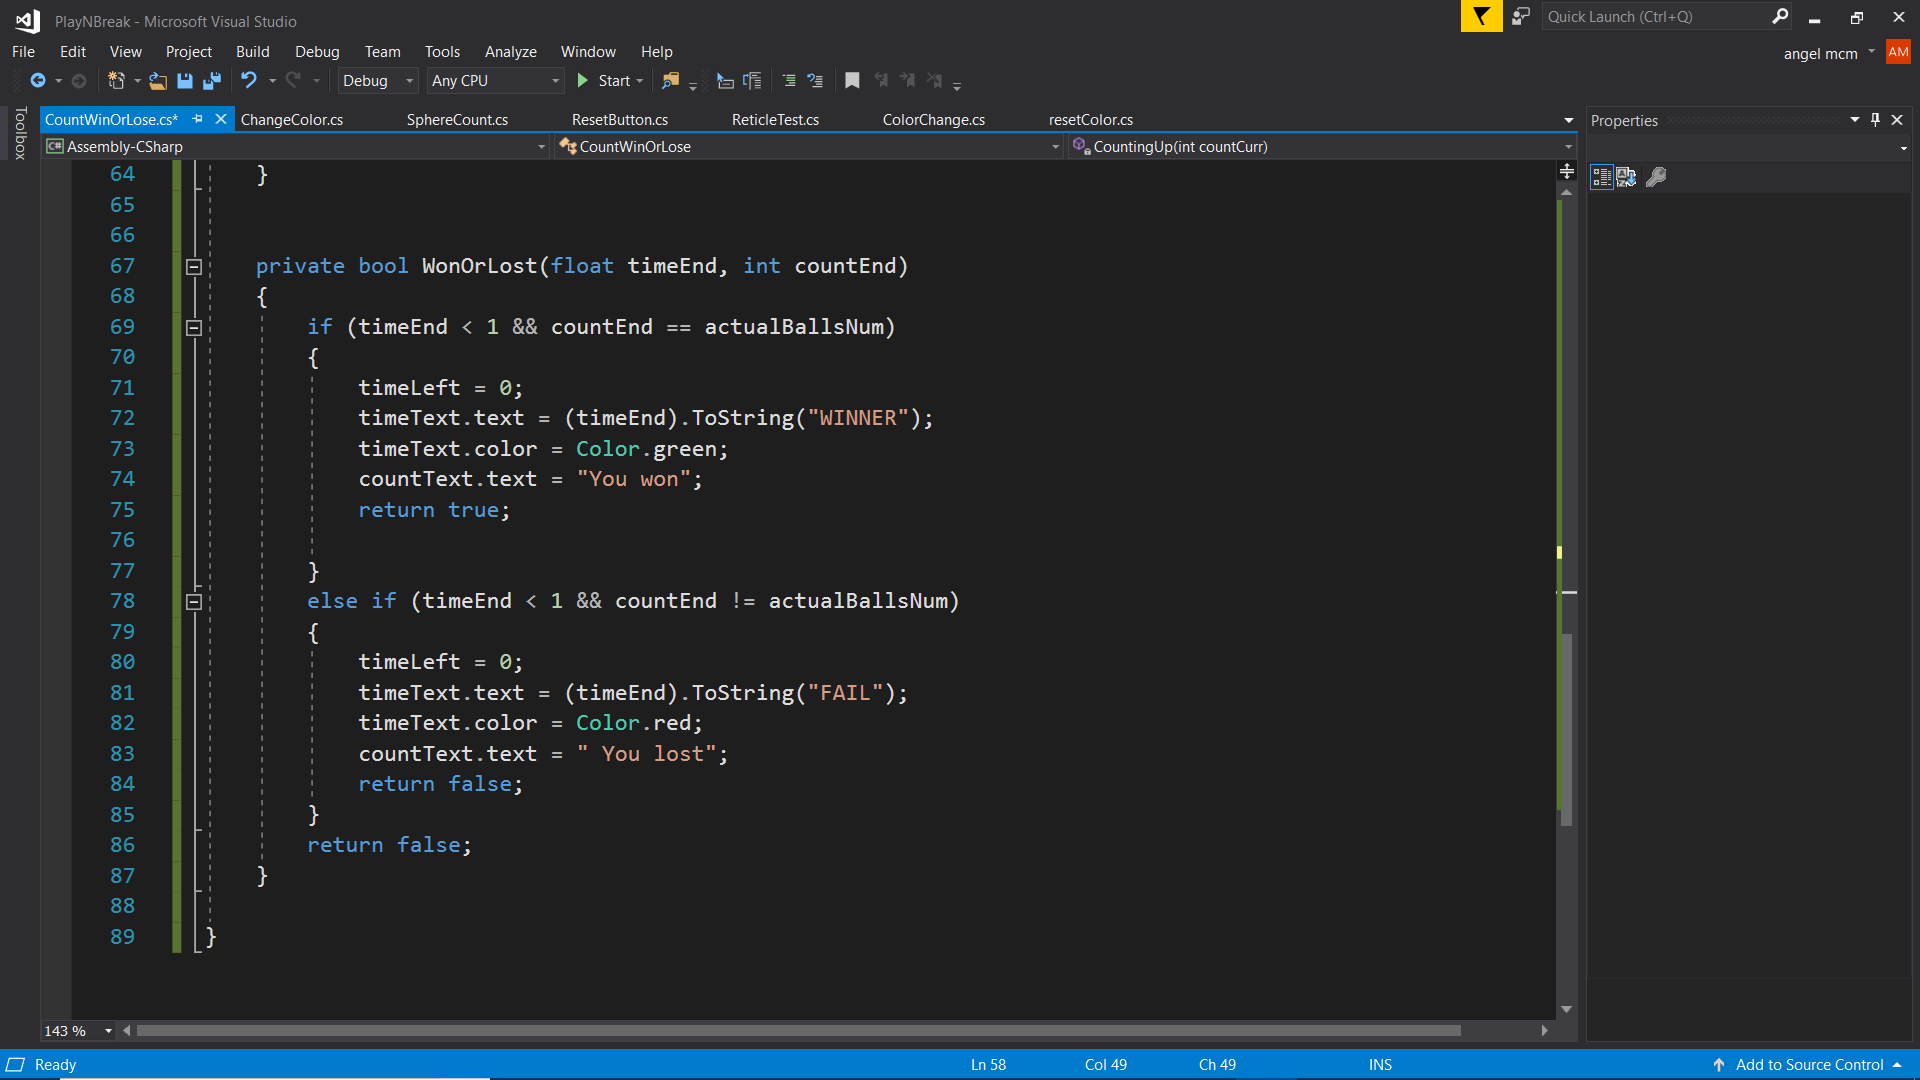 PlayNBreak - Microsoft Visual Studio
Quick Launch (Ctrl+Q)
File Edit View Project Build Debug Team Tools Analyze Window Help
angel mcm AM
Debug Any CPU Start
Toolbox
CountWinOrLose.cs* ChangeColor.cs SphereCount.cs ResetButton.cs ReticleTest.cs ColorChange.cs resetColor.cs
Properties
C# Assembly-CSharp CountWinOrLose CountingUp(int countCurr)
64 }
65
66
67 private bool WonOrLost(float timeEnd, int countEnd)
68 {
69 if (timeEnd < 1 && countEnd == actualBallsNum)
70 {
71 timeLeft = 0;
72 timeText.text = (timeEnd).ToString("WINNER");
73 timeText.color = Color.green;
74 countText.text = "You won";
75 return true;
76
77 }
78 else if (timeEnd < 1 && countEnd != actualBallsNum)
79 {
80 timeLeft = 0;
81 timeText.text = (timeEnd).ToString("FAIL");
82 timeText.color = Color.red;
83 countText.text = " You lost";
84 return false;
85 }
86 return false;
87 }
88
89 }
143 %
Ready Ln 58 Col 49 Ch 49 INS Add to Source Control